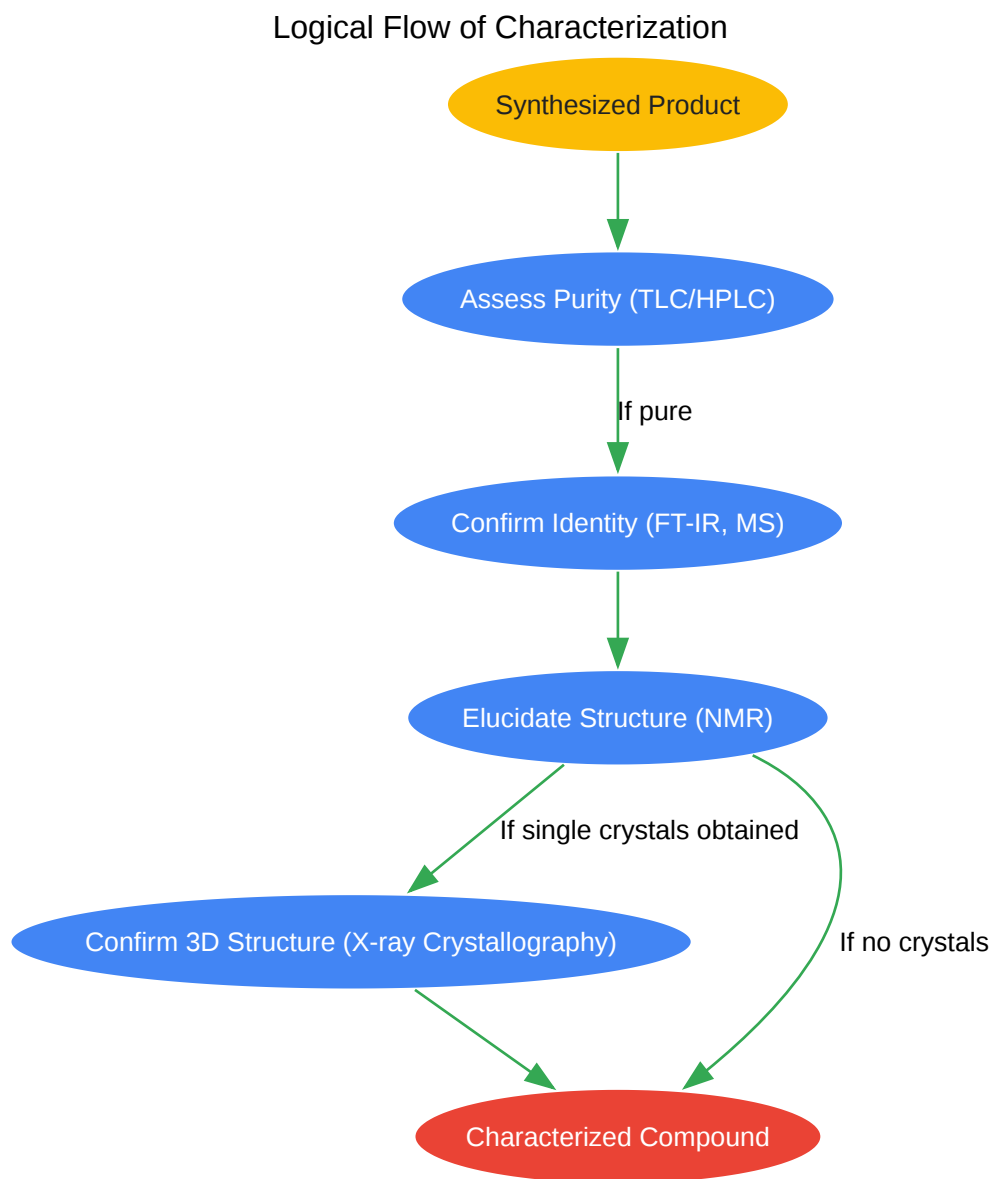 Logical Flow of Characterization
Synthesized Product
Assess Purity (TLC/HPLC)
If pure
Confirm Identity (FT-IR, MS)
Elucidate Structure (NMR)
If single crystals obtained
Confirm 3D Structure (X-ray Crystallography)
If no crystals
Characterized Compound